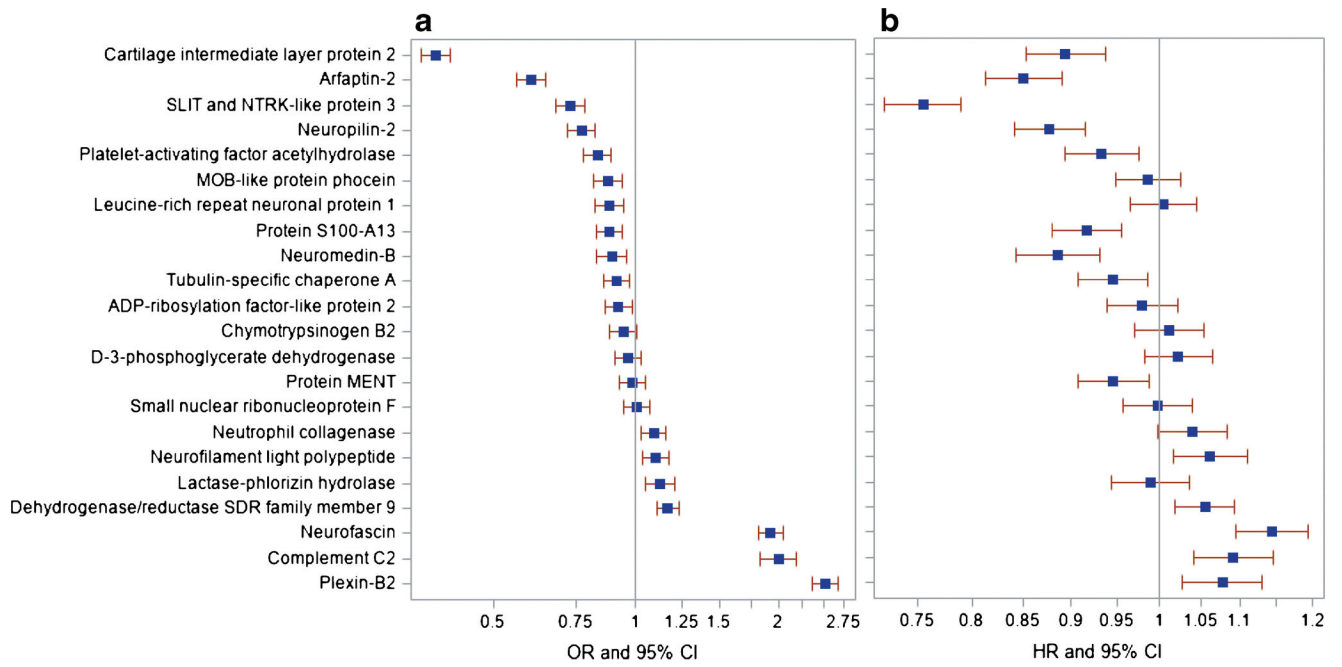 a
b
Cartilage intermediate layer protein 2
Arfaptin-2
SLIT and NTRK-like protein 3
Neuropilin-2
Platelet-activating factor acetylhydrolase
MOB-like protein phocein
Leucine-rich repeat neuronal protein 1
Protein S100-A13
Neuromedin-B
Tubulin-specific chaperone A
ADP-ribosylation factor-like protein 2
Chymotrypsinogen B2
D-3-phosphoglycerate dehydrogenase
Protein MENT
Small nuclear ribonucleoprotein F
Neutrophil collagenase
Neurofilament light polypeptide
Lactase-phlorizin hydrolase
Dehydrogenase/reductase SDR family member 9
Neurofascin
Complement C2
Plexin-B2
0.5 0.75 1 1.25 1.5 2 2.75
OR and 95% CI
0.75 0.8 0.85 0.9 0.95 1 1.05 1.1 1.2
HR and 95% CI